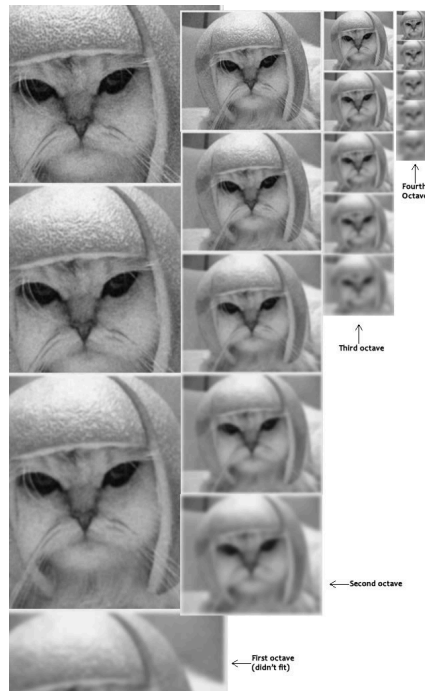 Fourth
Octave
Third octave
Second octave
First octave
(didn't fit)